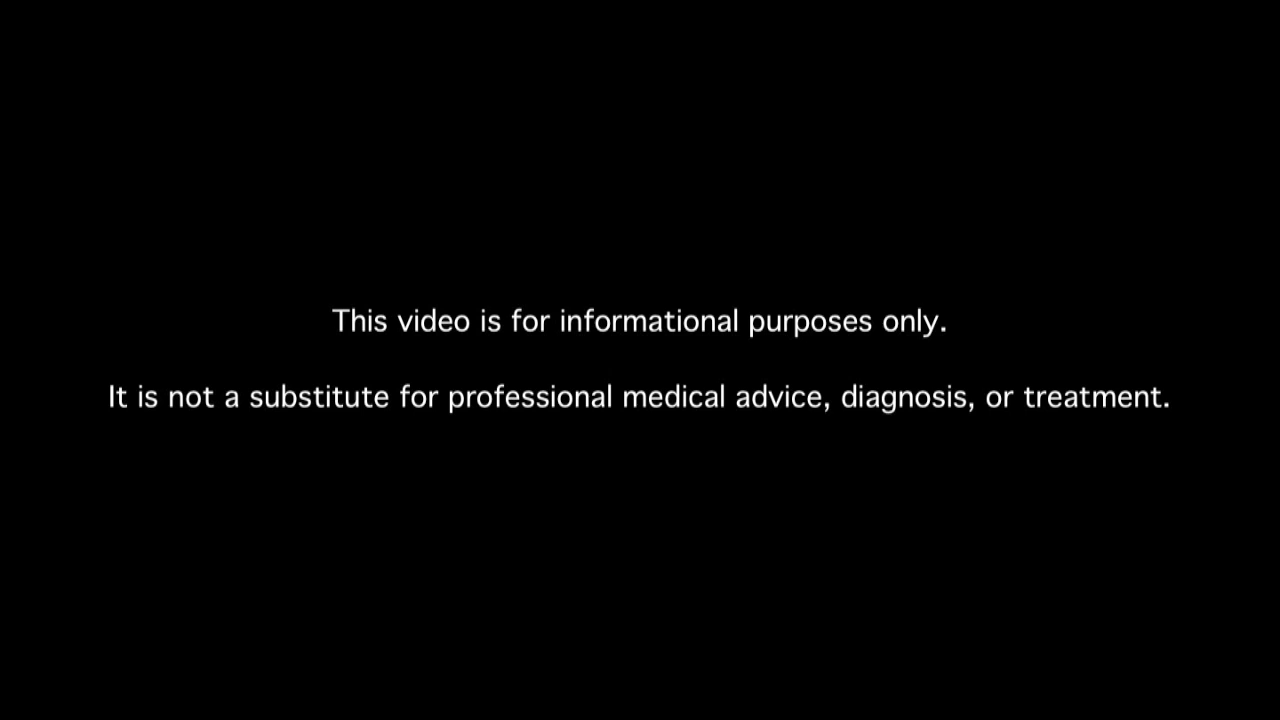 This video is for informational purposes only.
It is not a substitute for professional medical advice, diagnosis, or treatment.